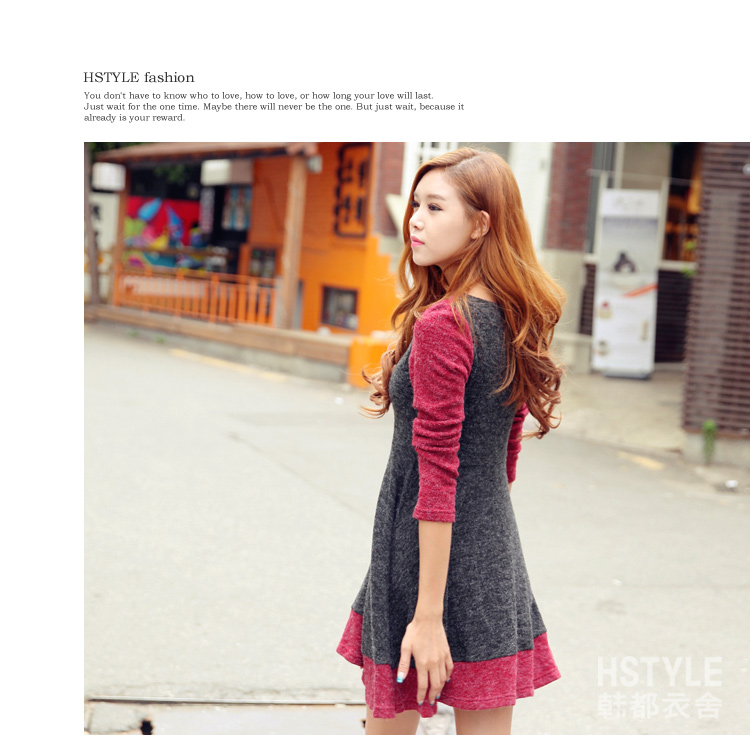 HSTYLE fashion
You don't have to know who to love, how to love, or how long your love will last.
Just wait for the one time. Maybe there will never be the one. But just wait, because it
already is your reward.
HSTYLE
韩都衣舍